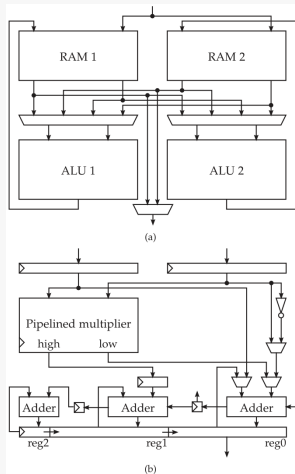 RAM 1 RAM 2
ALU 1 ALU 2
(a)
Pipelined multiplier
high low
Adder Adder Adder
reg2 reg1 reg0
(b)